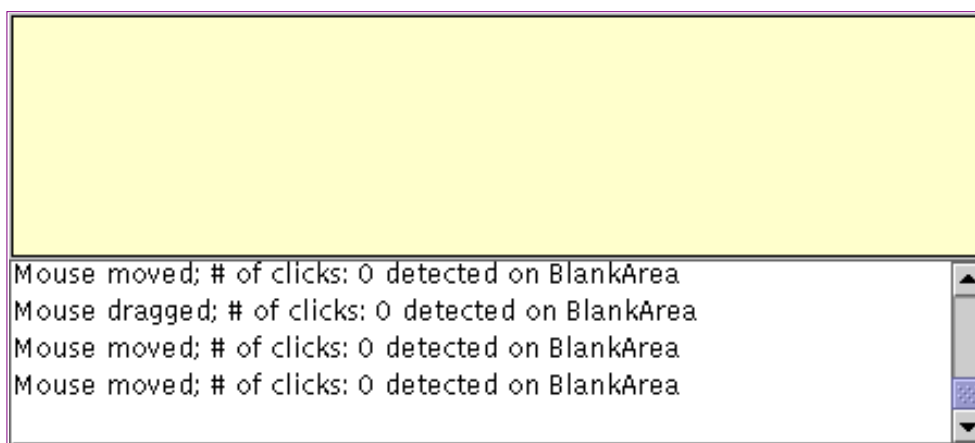 Mouse moved; # of clicks: 0 detected on BlankArea
Mouse dragged; # of clicks: 0 detected on BlankArea
Mouse moved; # of clicks: 0 detected on BlankArea
Mouse moved; # of clicks: 0 detected on BlankArea